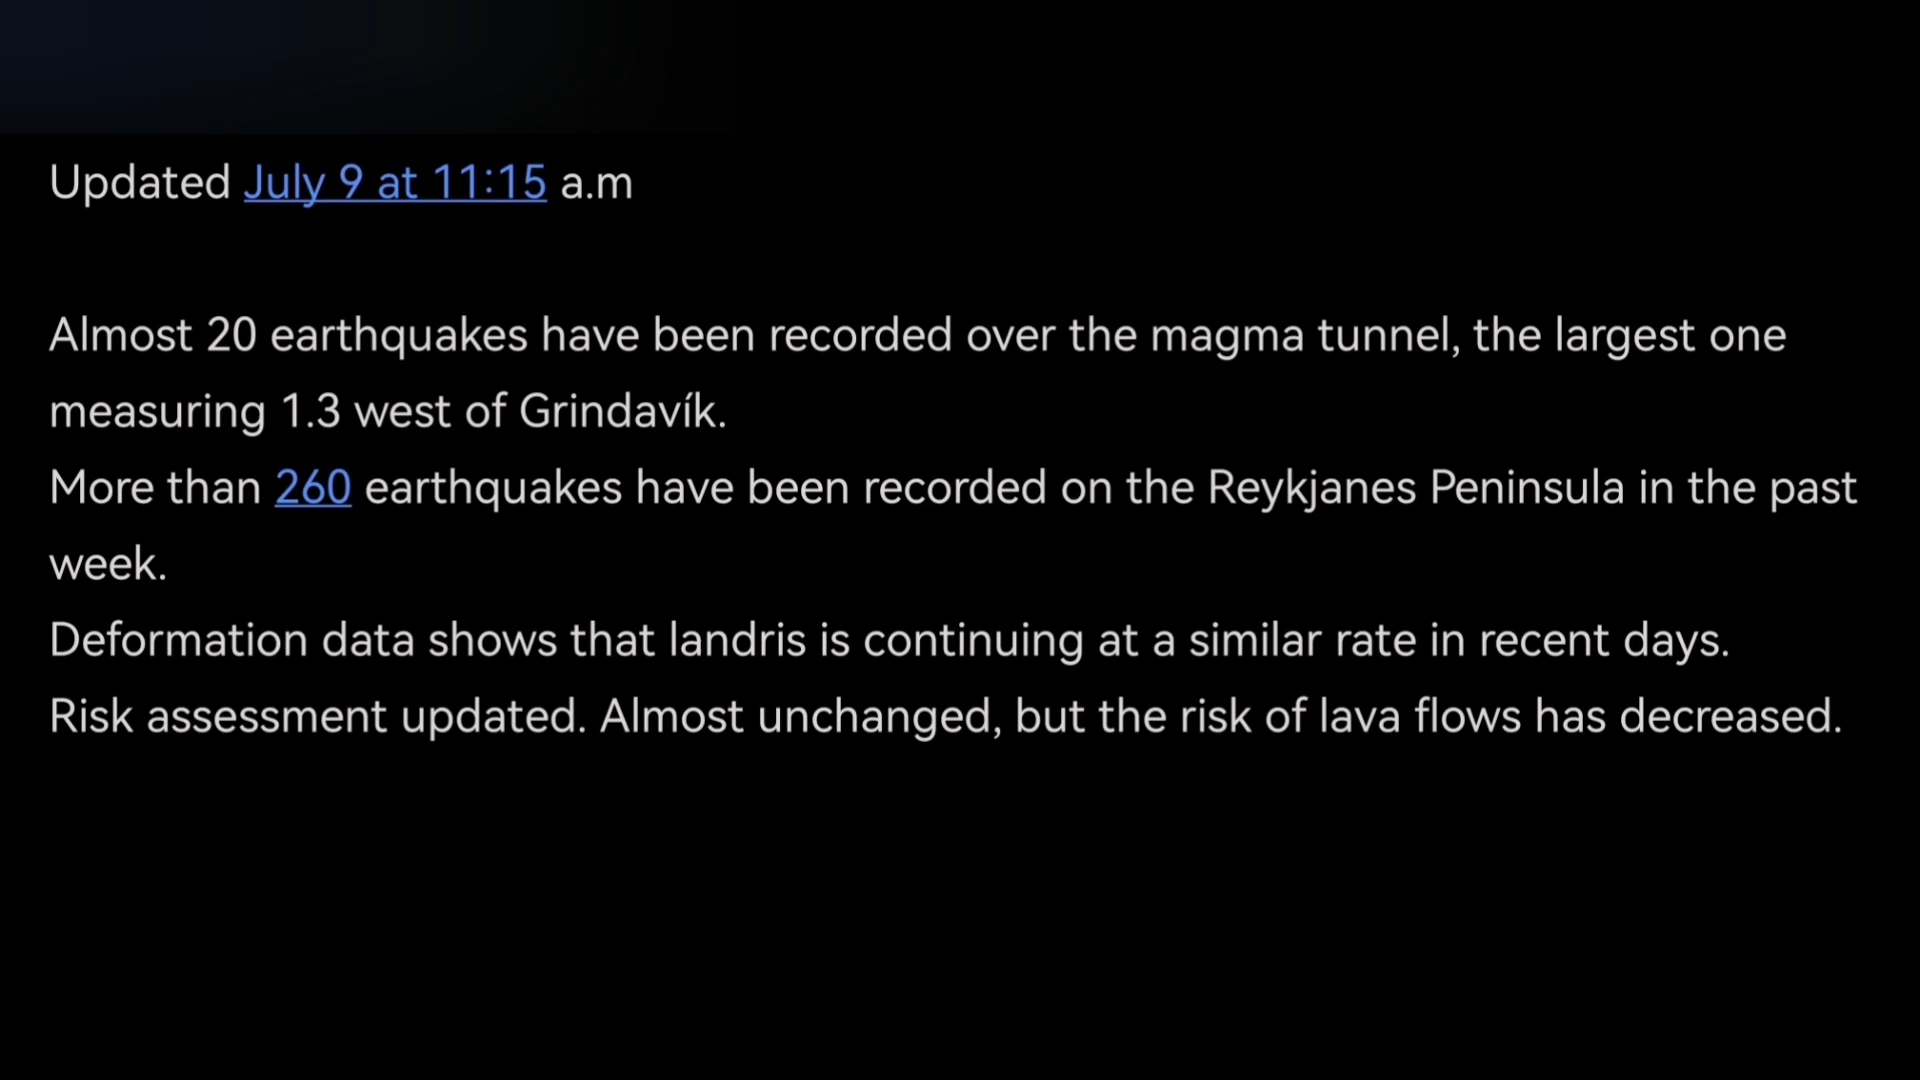 Updated July 9 at 11:15 a.m
Almost 20 earthquakes have been recorded over the magma tunnel, the largest one
measuring 1.3 west of Grindavík.
More than 260 earthquakes have been recorded on the Reykjanes Peninsula in the past
week.
Deformation data shows that landris is continuing at a similar rate in recent days.
Risk assessment updated. Almost unchanged, but the risk of lava flows has decreased.